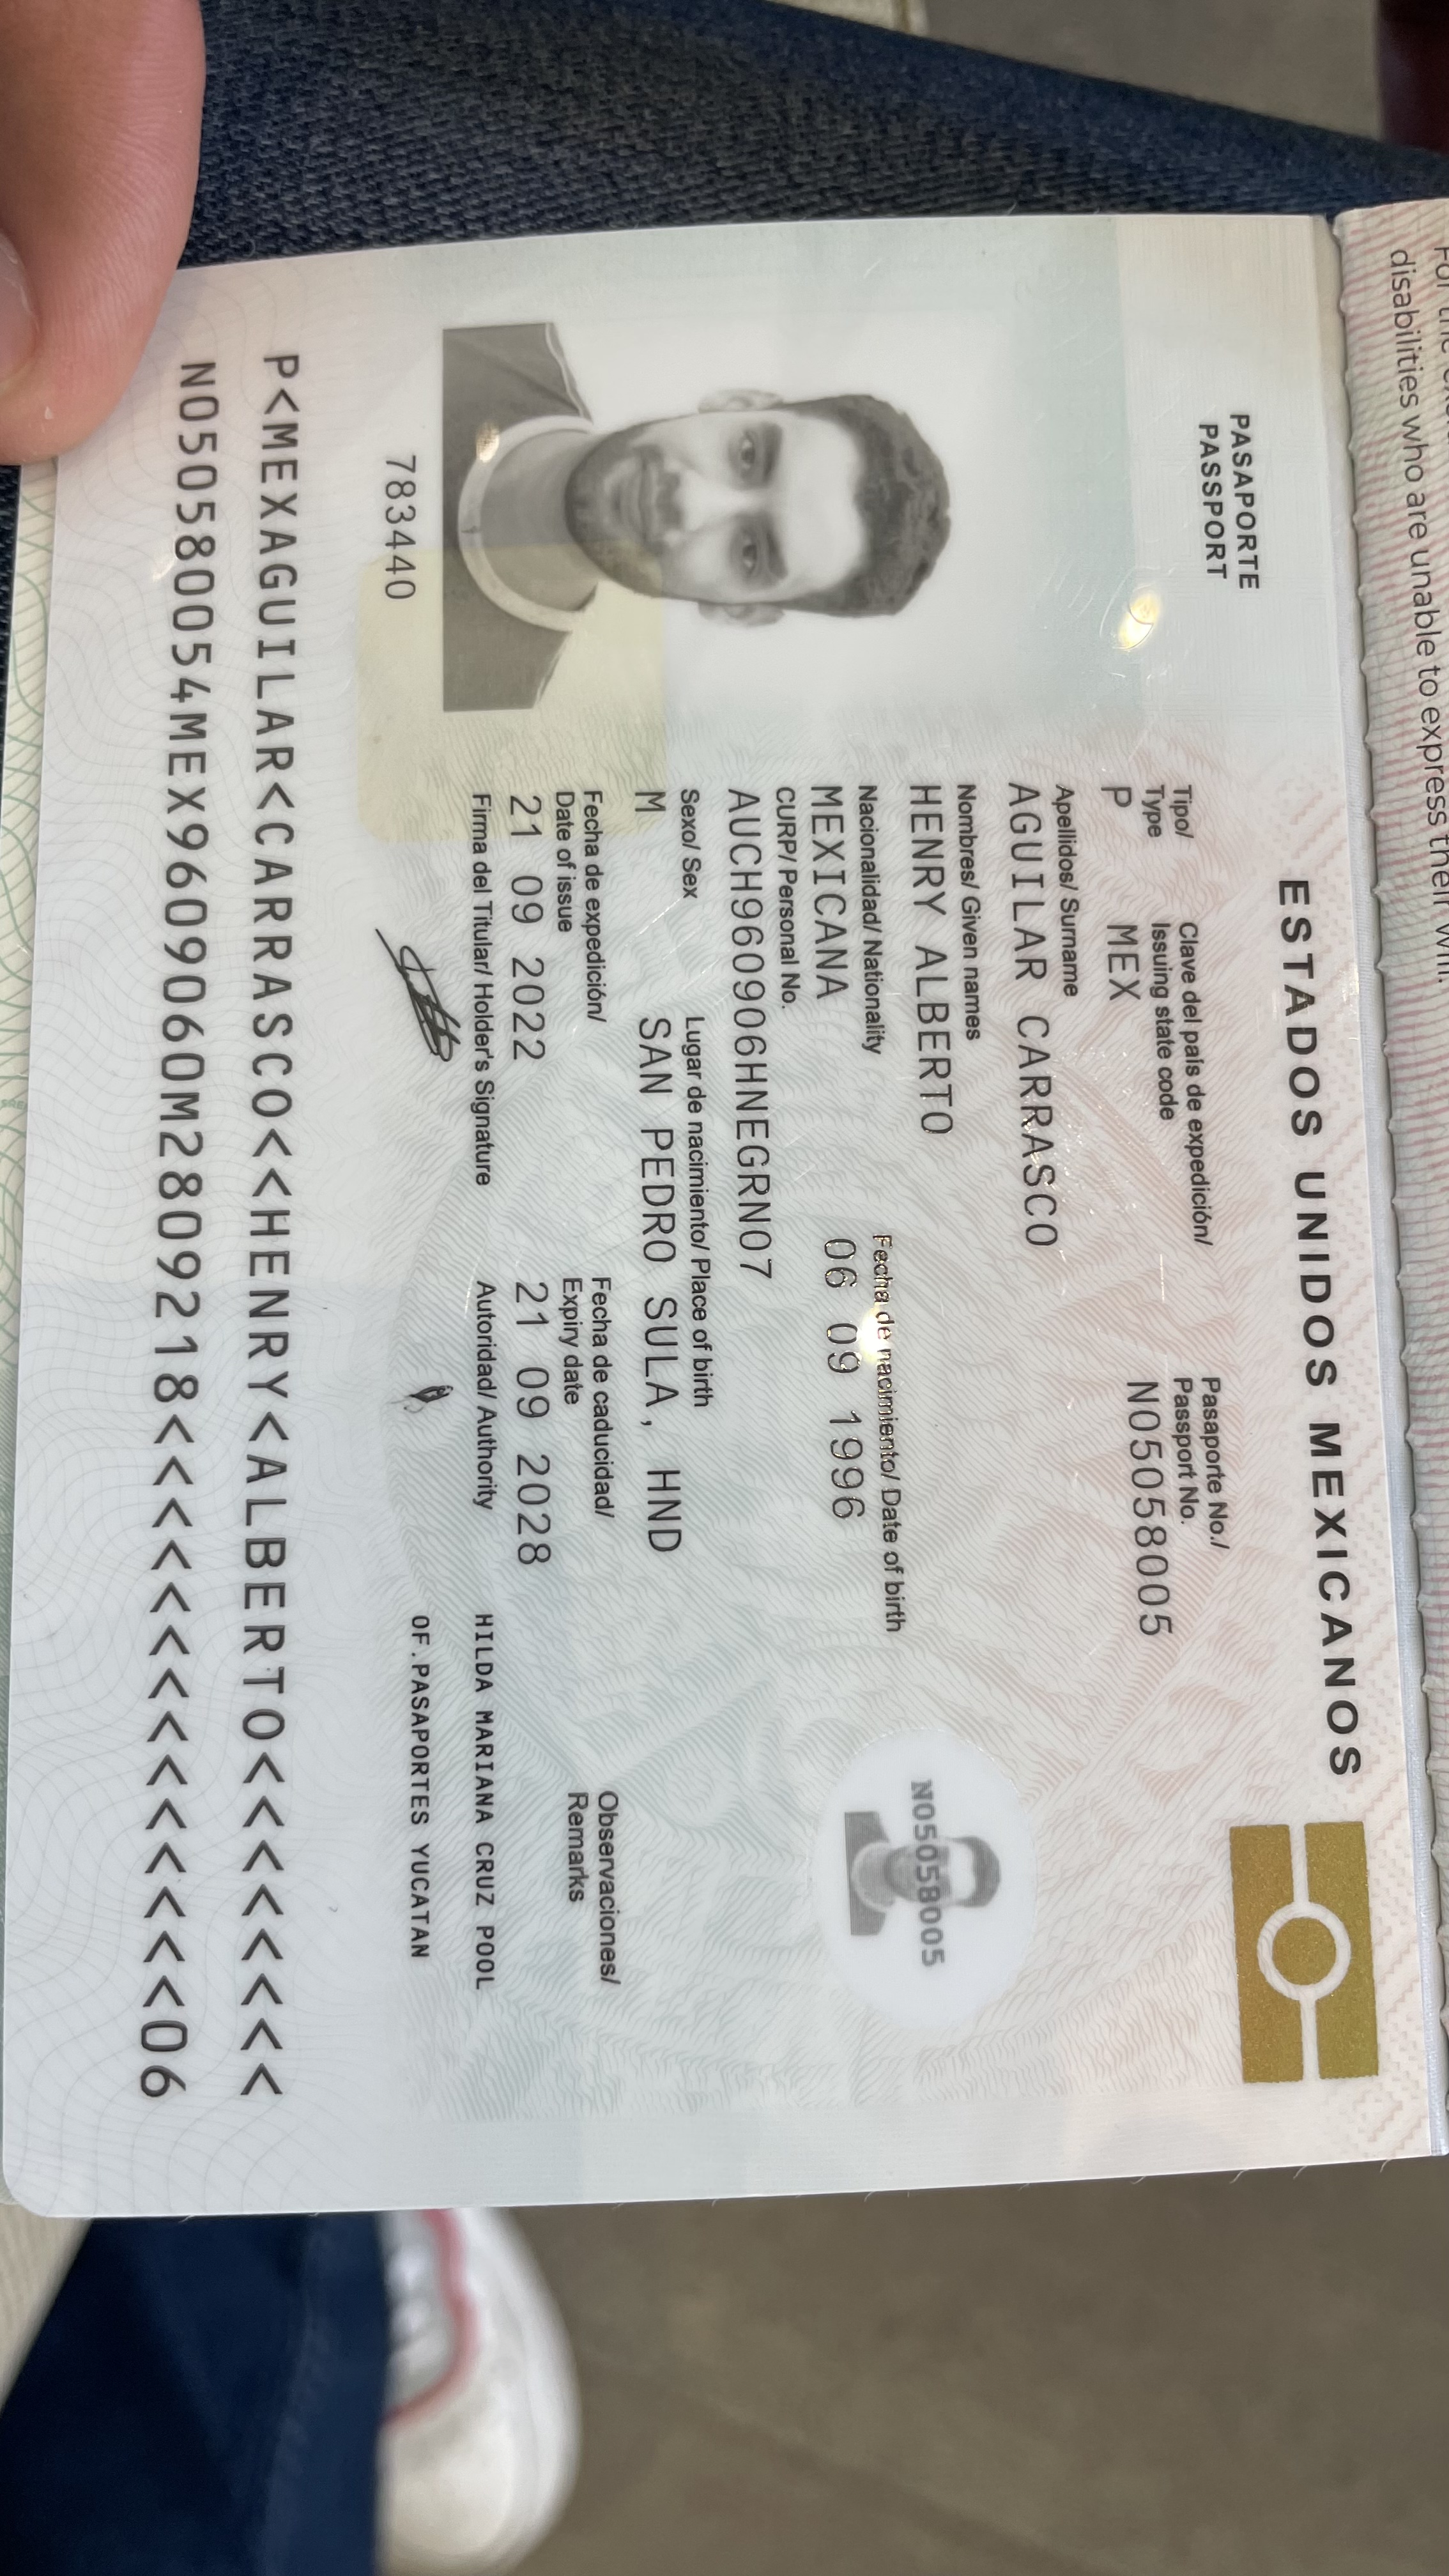 For the
disabilities who are unable to express their will.
ESTADOS UNIDOS MEXICANOS
PASAPORTE
PASSPORT
Tipo/
Type
P
Clave del país de expedición/
Issuing state code
MEX
Pasaporte No./
Passport No.
N05058005
Apellidos/ Surname
AGUILAR CARRASCO
Nombres/ Given names
HENRY ALBERTO
Nacionalidad/ Nationality
MEXICANA
Fecha de nacimiento/ Date of birth
06 09 1996
CURP/ Personal No.
AUCH960906HNEGRN07
Sexo/ Sex
M
Lugar de nacimiento/ Place of birth
SAN PEDRO SULA, HND
Fecha de expedición/
Date of issue
21 09 2022
Fecha de caducidad/
Expiry date
21 09 2028
Observaciones/
Remarks
Firma del Titular/ Holder's Signature
Autoridad/ Authority
HILDA MARIANA CRUZ POOL
OF.PASAPORTES YUCATAN
N05058005
783440
P<MEXAGUILAR<CARRASCO<<HENRY<ALBERTO<<<<<<<<
N050580054MEX9609060M2809218<<<<<<<<<<<<<<06